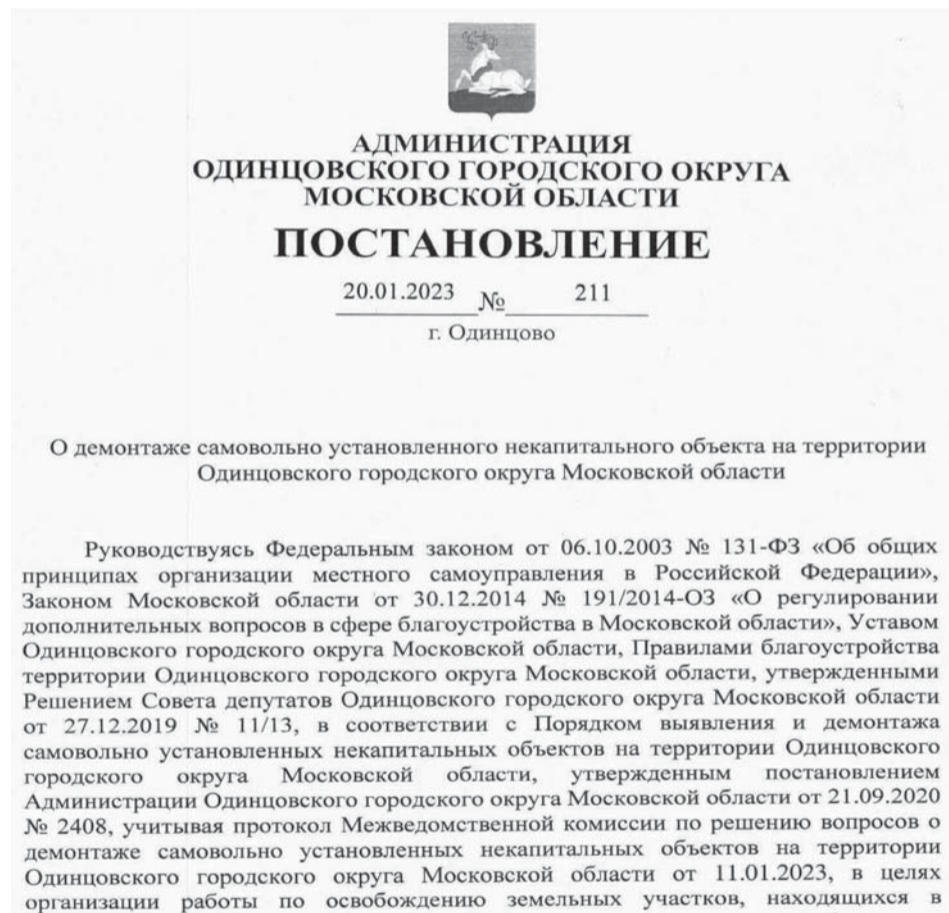 АДМИНИСТРАЦИЯ
ОДИНЦОВСКОГО ГОРОДСКОГО ОКРУГА
МОСКОВСКОЙ ОБЛАСТИ
ПОСТАНОВЛЕНИЕ
20.01.2023 № 211
г. Одинцово
О демонтаже самовольно установленного некапитального объекта на территории
Одинцовского городского округа Московской области
Руководствуясь Федеральным законом от 06.10.2003 № 131-ФЗ «Об общих
принципах организации местного самоуправления в Российской Федерации»,
Законом Московской области от 30.12.2014 № 191/2014-ОЗ «О регулировании
дополнительных вопросов в сфере благоустройства в Московской области», Уставом
Одинцовского городского округа Московской области, Правилами благоустройства
территории Одинцовского городского округа Московской области, утвержденными
Решением Совета депутатов Одинцовского городского округа Московской области
от 27.12.2019 № 11/13, в соответствии с Порядком выявления и демонтажа
самовольно установленных некапитальных объектов на территории Одинцовского
городского округа Московской области, утвержденным постановлением
Администрации Одинцовского городского округа Московской области от 21.09.2020
№ 2408, учитывая протокол Межведомственной комиссии по решению вопросов о
демонтаже самовольно установленных некапитальных объектов на территории
Одинцовского городского округа Московской области от 11.01.2023, в целях
организации работы по освобождению земельных участков, находящихся в